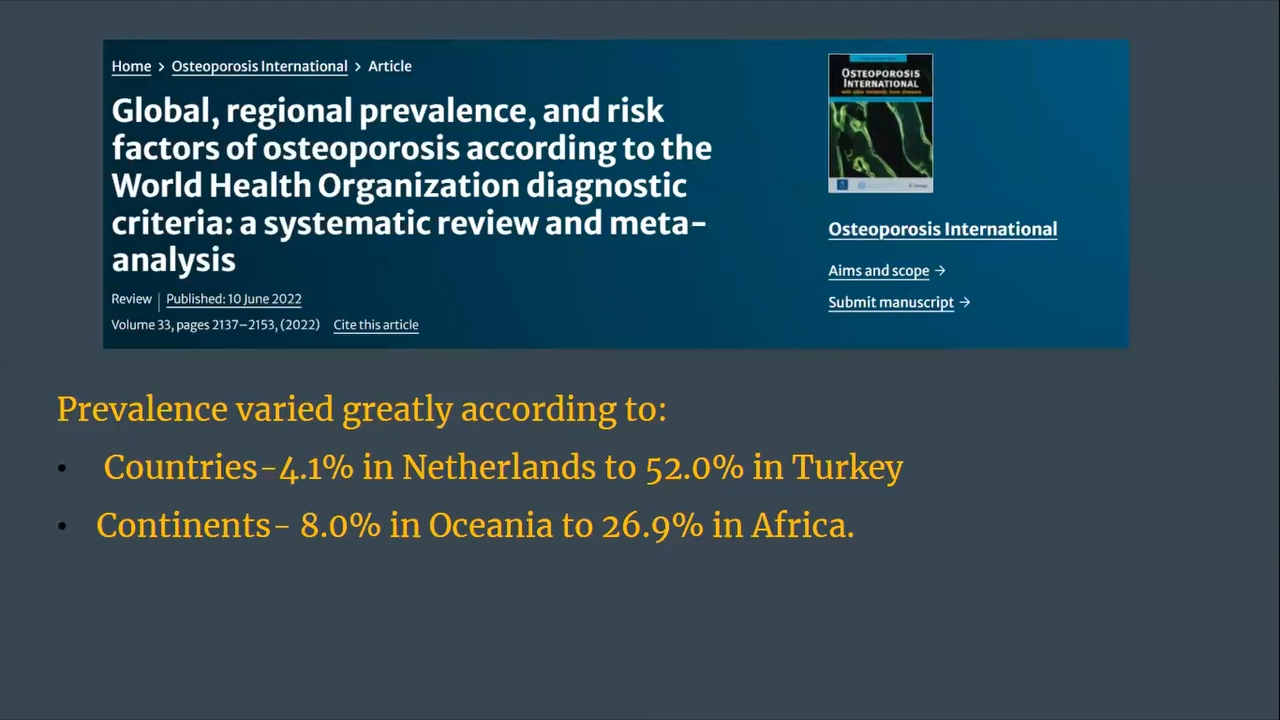 Home > Osteoporosis International > Article
Global, regional prevalence, and risk
factors of osteoporosis according to the
World Health Organization diagnostic
criteria: a systematic review and meta-
analysis
Review | Published: 10 June 2022
Volume 33, pages 2137–2153, (2022) Cite this article
OSTEOPOROSIS
INTERNATIONAL
Osteoporosis International
Aims and scope →
Submit manuscript →
Prevalence varied greatly according to:
• Countries-4.1% in Netherlands to 52.0% in Turkey
• Continents- 8.0% in Oceania to 26.9% in Africa.